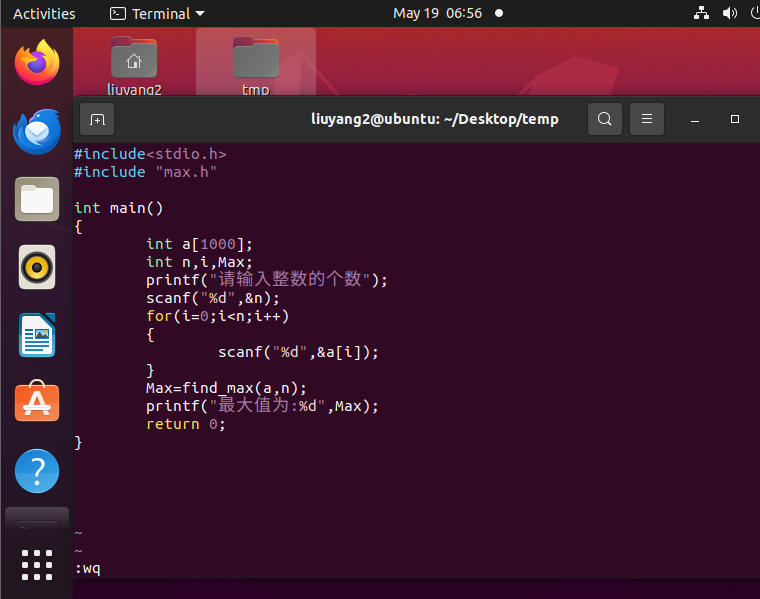 Activities Terminal May 19 06:56
liuyang2 tmp
liuyang2@ubuntu: ~/Desktop/temp
#include<stdio.h>
#include "max.h"
int main()
{
int a[1000];
int n,i,Max;
printf("请输入整数的个数");
scanf("%d",&n);
for(i=0;i<n;i++)
{
scanf("%d",&a[i]);
}
Max=find_max(a,n);
printf("最大值为:%d",Max);
return 0;
}
~
~
:wq